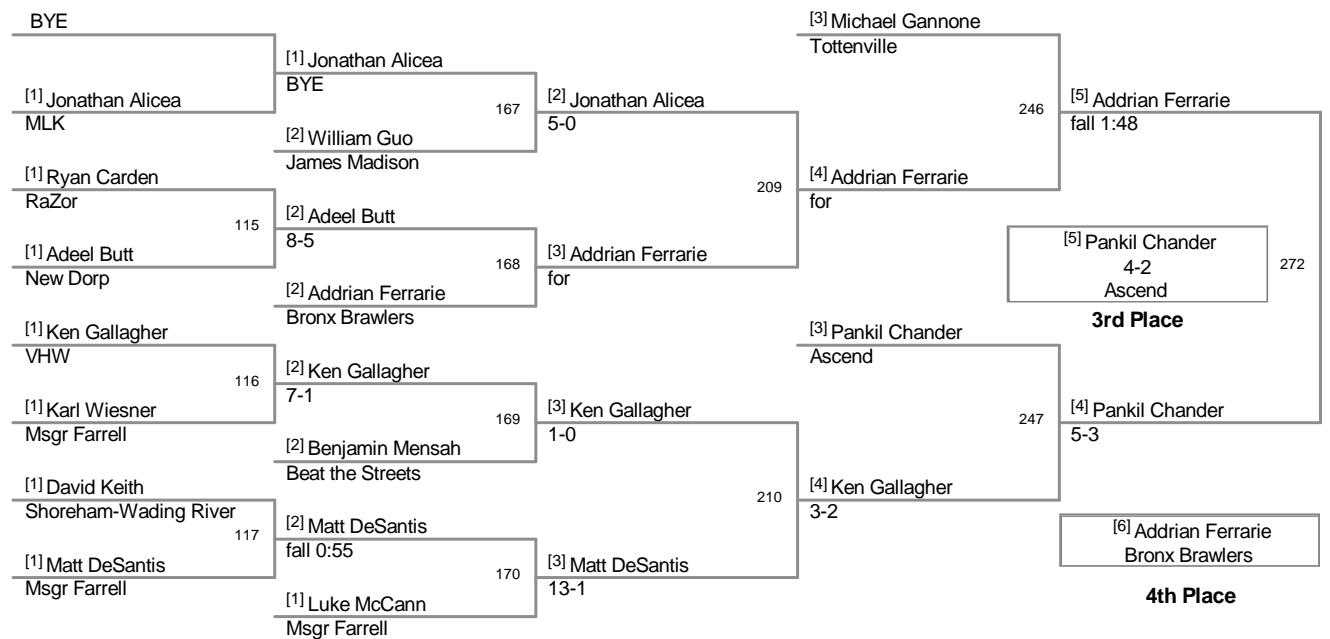 BYE
[1] Jonathan Alicea
MLK
[1] Ryan Carden
RaZor
115
[1] Adeel Butt
New Dorp
[1] Ken Gallagher
VHW
116
[1] Karl Wiesner
Msgr Farrell
[1] David Keith
Shoreham-Wading River
117
[1] Matt DeSantis
Msgr Farrell
[1] Jonathan Alicea
BYE
167
[2] William Guo
James Madison
[2] Adeel Butt
8-5
168
[2] Addrian Ferrarie
Bronx Brawlers
[2] Ken Gallagher
7-1
169
[2] Benjamin Mensah
Beat the Streets
[2] Matt DeSantis
fall 0:55
170
[1] Luke McCann
Msgr Farrell
[2] Jonathan Alicea
5-0
209
[3] Addrian Ferrarie
for
[3] Ken Gallagher
1-0
210
[3] Matt DeSantis
13-1
[3] Michael Gannone
Tottenville
246
[4] Addrian Ferrarie
for
[3] Pankil Chander
Ascend
247
[4] Ken Gallagher
3-2
[5] Addrian Ferrarie
fall 1:48
272
[4] Pankil Chander
5-3
[5] Pankil Chander
4-2
Ascend
3rd Place
[6] Addrian Ferrarie
Bronx Brawlers
4th Place